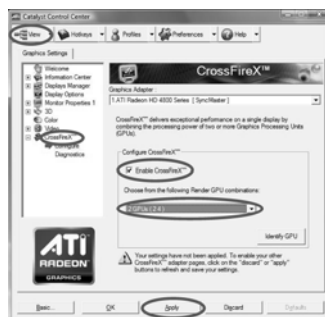 Catalyst Control Center
View Hotkeys Profiles Preferences Help
Graphics Settings
Welcome
Information Center
Displays Manager
Display Options
Monitor Properties 1
3D
Color
Video
CrossFireX™
Configure
Diagnostics
CrossFireX™
Graphics Adapter:
1.ATI Radeon HD 4800 Series [SyncMaster]
CrossFireX™ delivers exceptional performance on a single display by
combining the processing power of two or more Graphics Processing Units
(GPUs).
Configure CrossFireX™
Enable CrossFireX™
Choose from the following Render GPU combinations:
2 GPUs (2 4)
Identify GPU
Your settings have not been applied. To enable your other
CrossFireX™ adapter pages, click on the "discard" or "apply"
buttons to refresh and save your settings.
ATI
RADEON
GRAPHICS
Basic... OK Apply Discard Defaults